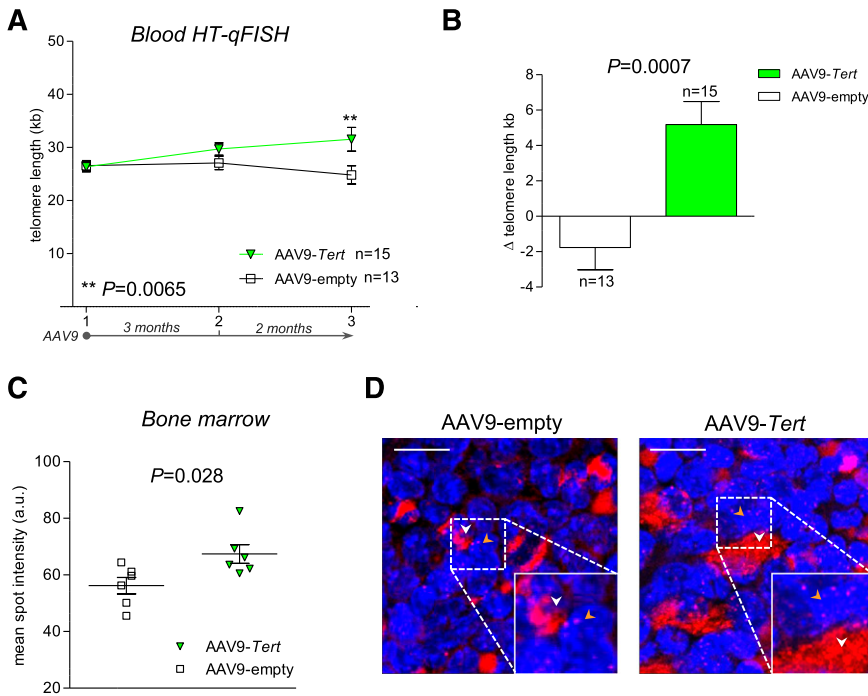 A
Blood HT-qFISH
telomere length (kb)
50
40
30
20
10
**
AAV9-Tert n=15
AAV9-empty n=13
** P=0.0065
1 2 3
AAV9 3 months 2 months
B
P=0.0007
AAV9-Tert
AAV9-empty
Δ telomere length kb
8
6
4
2
0
-2
-4
n=15
n=13
C
Bone marrow
mean spot intensity (a.u.)
100
80
60
40
20
P=0.028
AAV9-Tert
AAV9-empty
D
AAV9-empty
AAV9-Tert